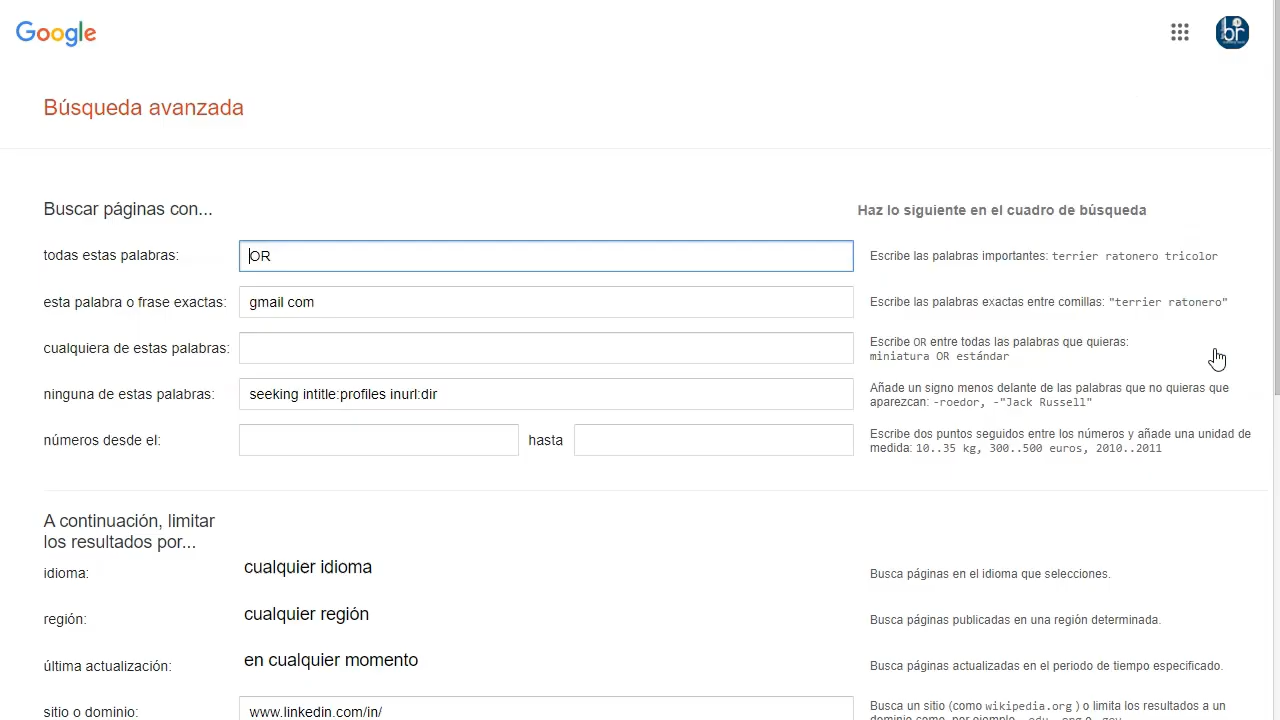 Google
br
Búsqueda avanzada
Buscar páginas con...
Haz lo siguiente en el cuadro de búsqueda
todas estas palabras:
OR
Escribe las palabras importantes: terrier ratonero tricolor
esta palabra o frase exactas:
gmail com
Escribe las palabras exactas entre comillas: "terrier ratonero"
cualquiera de estas palabras:
Escribe OR entre todas las palabras que quieras:
miniatura OR estándar
ninguna de estas palabras:
seeking intitle:profiles inurl:dir
Añade un signo menos delante de las palabras que no quieras que
aparezcan: -roedor, -"Jack Russell"
números desde el:
hasta
Escribe dos puntos seguidos entre los números y añade una unidad de
medida: 10..35 kg, 300..500 euros, 2010..2011
A continuación, limitar
los resultados por...
idioma:
cualquier idioma
Busca páginas en el idioma que selecciones.
región:
cualquier región
Busca páginas publicadas en una región determinada.
última actualización:
en cualquier momento
Busca páginas actualizadas en el periodo de tiempo especificado.
sitio o dominio:
www.linkedin.com/in/
Busca un sitio (como wikipedia.org ) o limita los resultados a un
dominio como, por ejemplo, .edu, .org o .gov